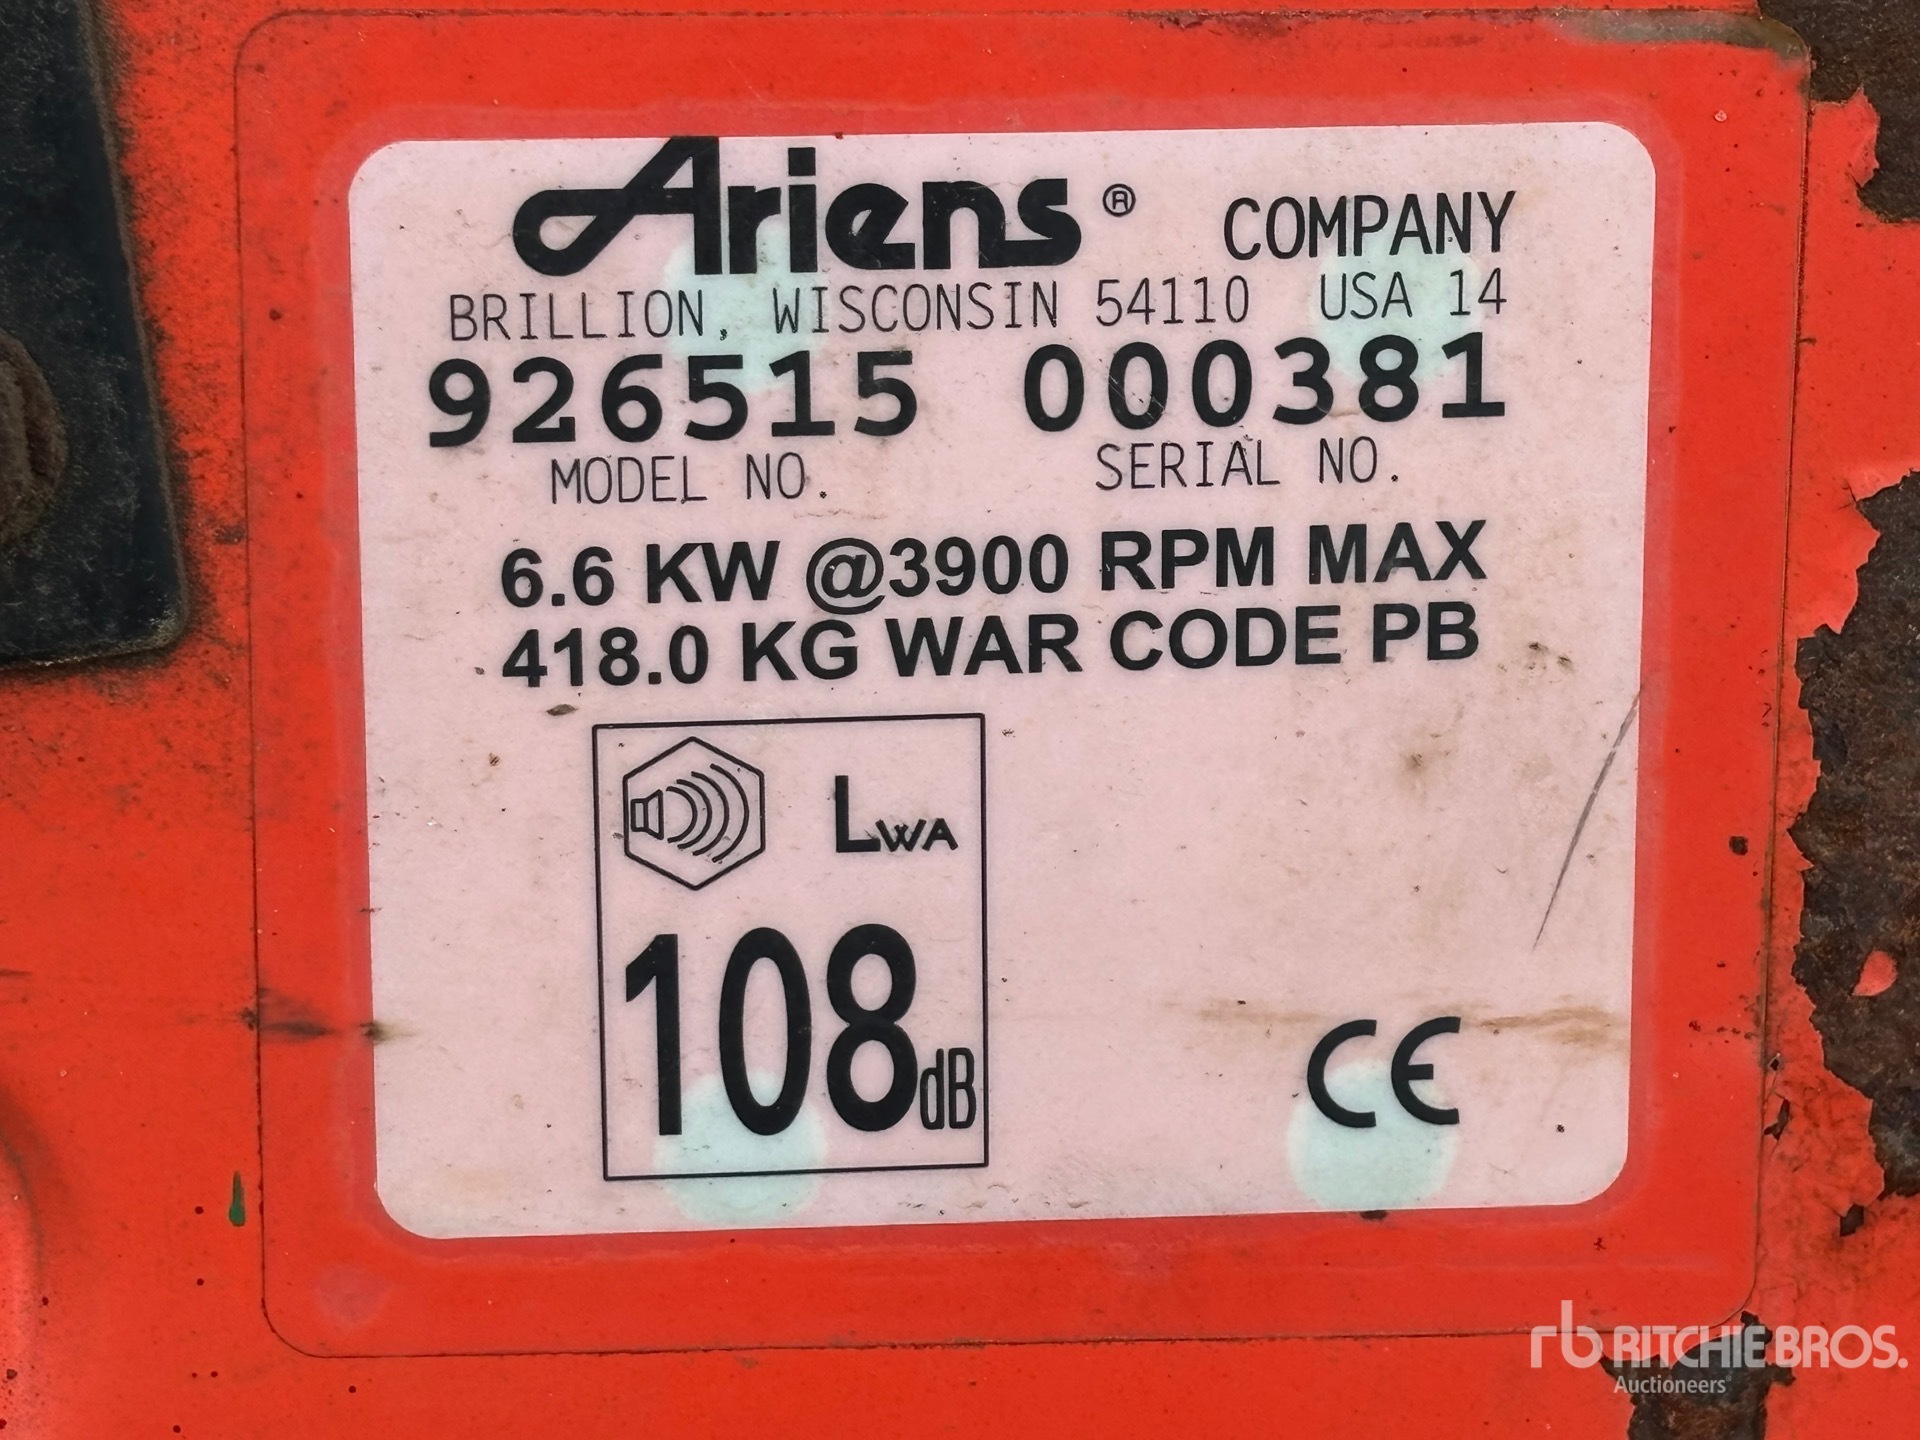 Ariens® COMPANY
BRILLION, WISCONSIN 54110 USA 14
926515 000381
MODEL NO. SERIAL NO.
6.6 KW @3900 RPM MAX
418.0 KG WAR CODE PB
LWA
108dB
CE
rb RITCHIE BROS.
Auctioneers